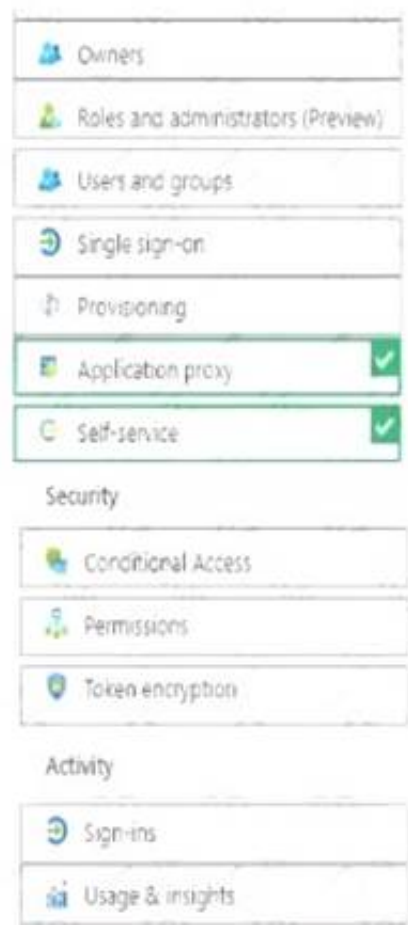 Owners
Roles and administrators (Preview)
Users and groups
Single sign-on
Provisioning
Application proxy
Self-service
Security
Conditional Access
Permissions
Token encryption
Activity
Sign-ins
Usage & insights